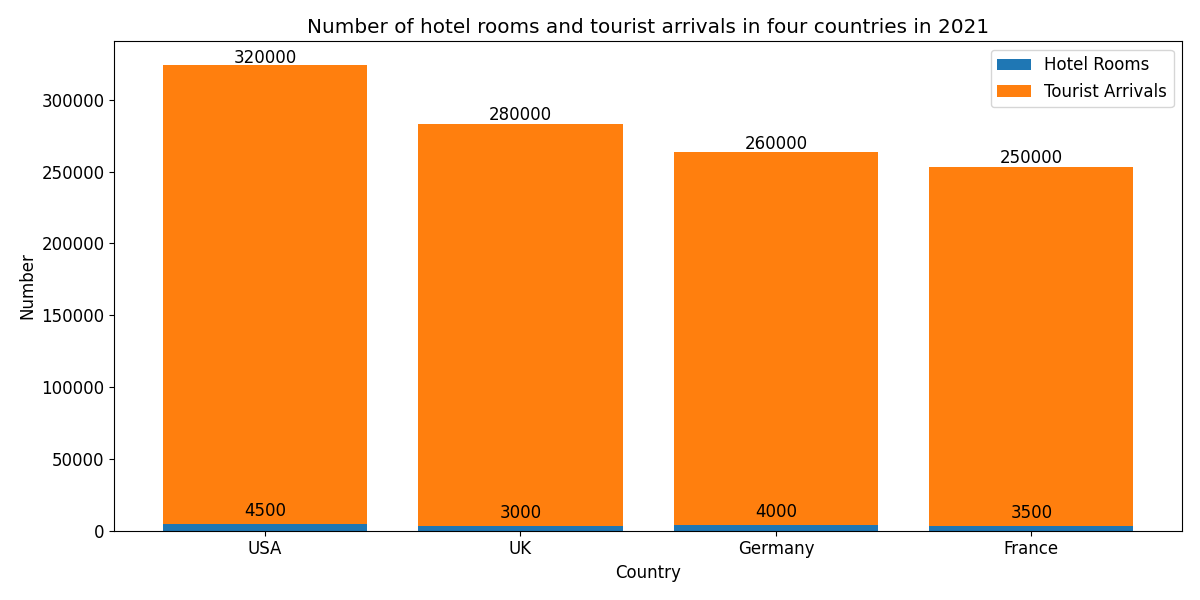 Number of hotel rooms and tourist arrivals in four countries in 2021
Hotel Rooms
Tourist Arrivals
320000
280000
260000
250000
4500
3000
4000
3500
300000
250000
200000
150000
100000
50000
0
Number
USA
UK
Germany
France
Country